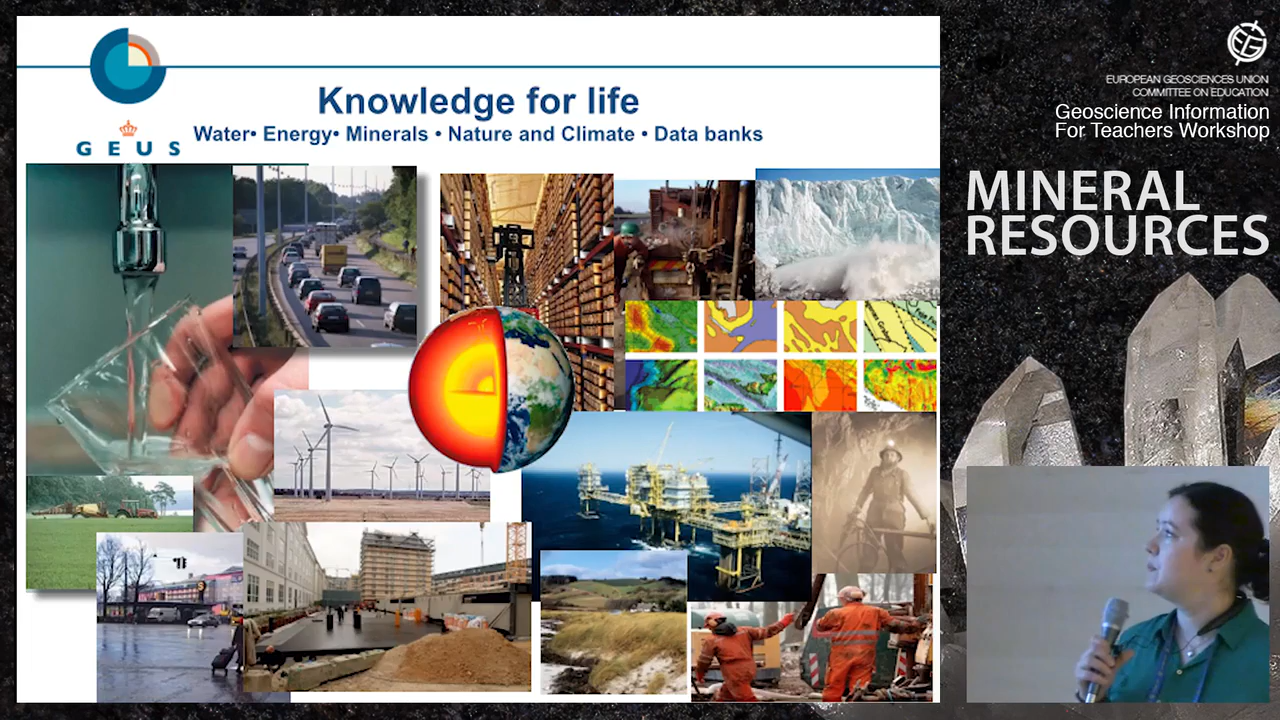 GEUS
Knowledge for life
Water• Energy• Minerals • Nature and Climate • Data banks
EUROPEAN GEOSCIENCES UNION
COMMITTEE ON EDUCATION
Geoscience Information
For Teachers Workshop
MINERAL
RESOURCES